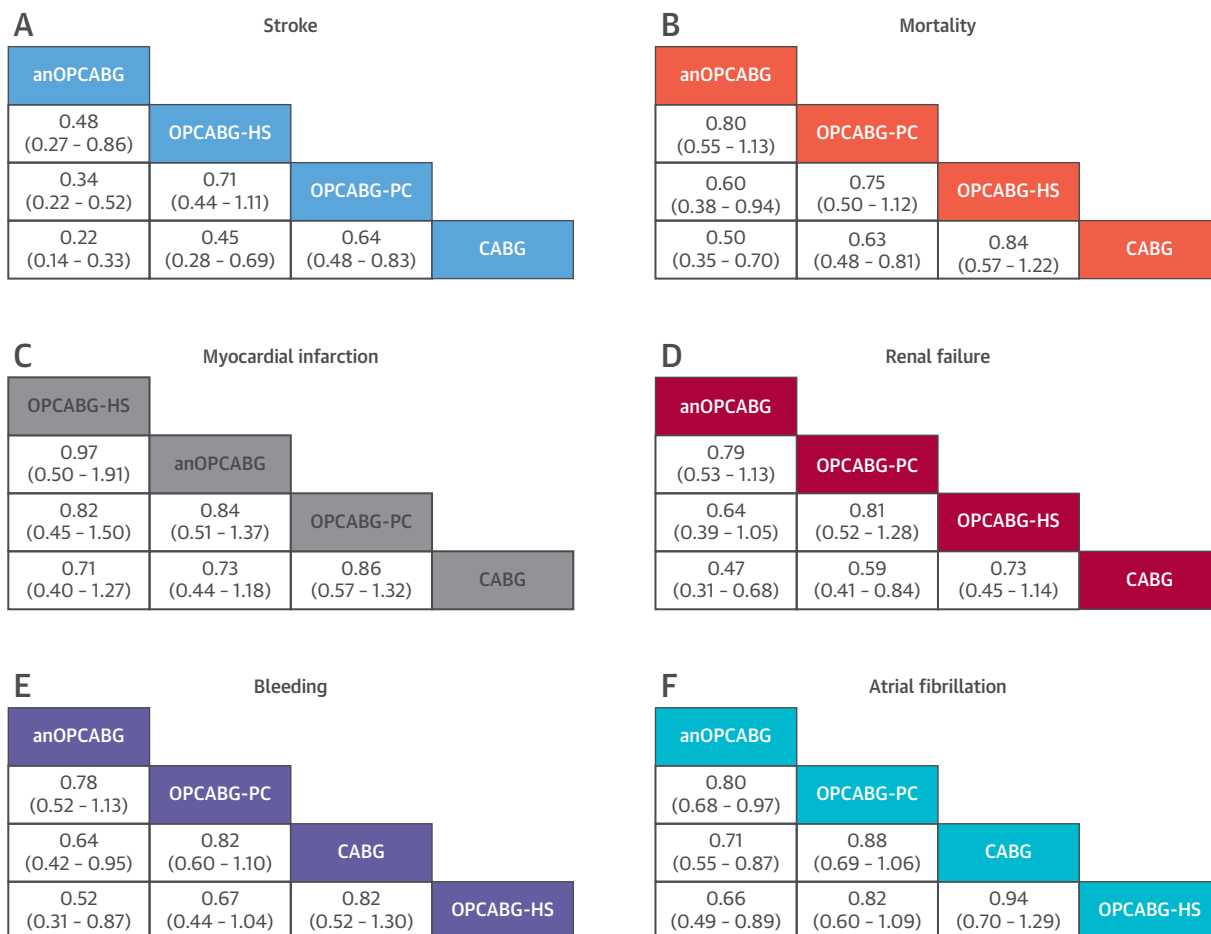 A
Stroke
anOPCABG
0.48
(0.27 - 0.86)
OPCABG-HS
0.34
(0.22 - 0.52)
0.71
(0.44 - 1.11)
OPCABG-PC
0.22
(0.14 - 0.33)
0.45
(0.28 - 0.69)
0.64
(0.48 - 0.83)
CABG
B
Mortality
anOPCABG
0.80
(0.55 - 1.13)
OPCABG-PC
0.60
(0.38 - 0.94)
0.75
(0.50 - 1.12)
OPCABG-HS
0.50
(0.35 - 0.70)
0.63
(0.48 - 0.81)
0.84
(0.57 - 1.22)
CABG
C
Myocardial infarction
OPCABG-HS
0.97
(0.50 - 1.91)
anOPCABG
0.82
(0.45 - 1.50)
0.84
(0.51 - 1.37)
OPCABG-PC
0.71
(0.40 - 1.27)
0.73
(0.44 - 1.18)
0.86
(0.57 - 1.32)
CABG
D
Renal failure
anOPCABG
0.79
(0.53 - 1.13)
OPCABG-PC
0.64
(0.39 - 1.05)
0.81
(0.52 - 1.28)
OPCABG-HS
0.47
(0.31 - 0.68)
0.59
(0.41 - 0.84)
0.73
(0.45 - 1.14)
CABG
E
Bleeding
anOPCABG
0.78
(0.52 - 1.13)
OPCABG-PC
0.64
(0.42 - 0.95)
0.82
(0.60 - 1.10)
CABG
0.52
(0.31 - 0.87)
0.67
(0.44 - 1.04)
0.82
(0.52 - 1.30)
OPCABG-HS
F
Atrial fibrillation
anOPCABG
0.80
(0.68 - 0.97)
OPCABG-PC
0.71
(0.55 - 0.87)
0.88
(0.69 - 1.06)
CABG
0.66
(0.49 - 0.89)
0.82
(0.60 - 1.09)
0.94
(0.70 - 1.29)
OPCABG-HS